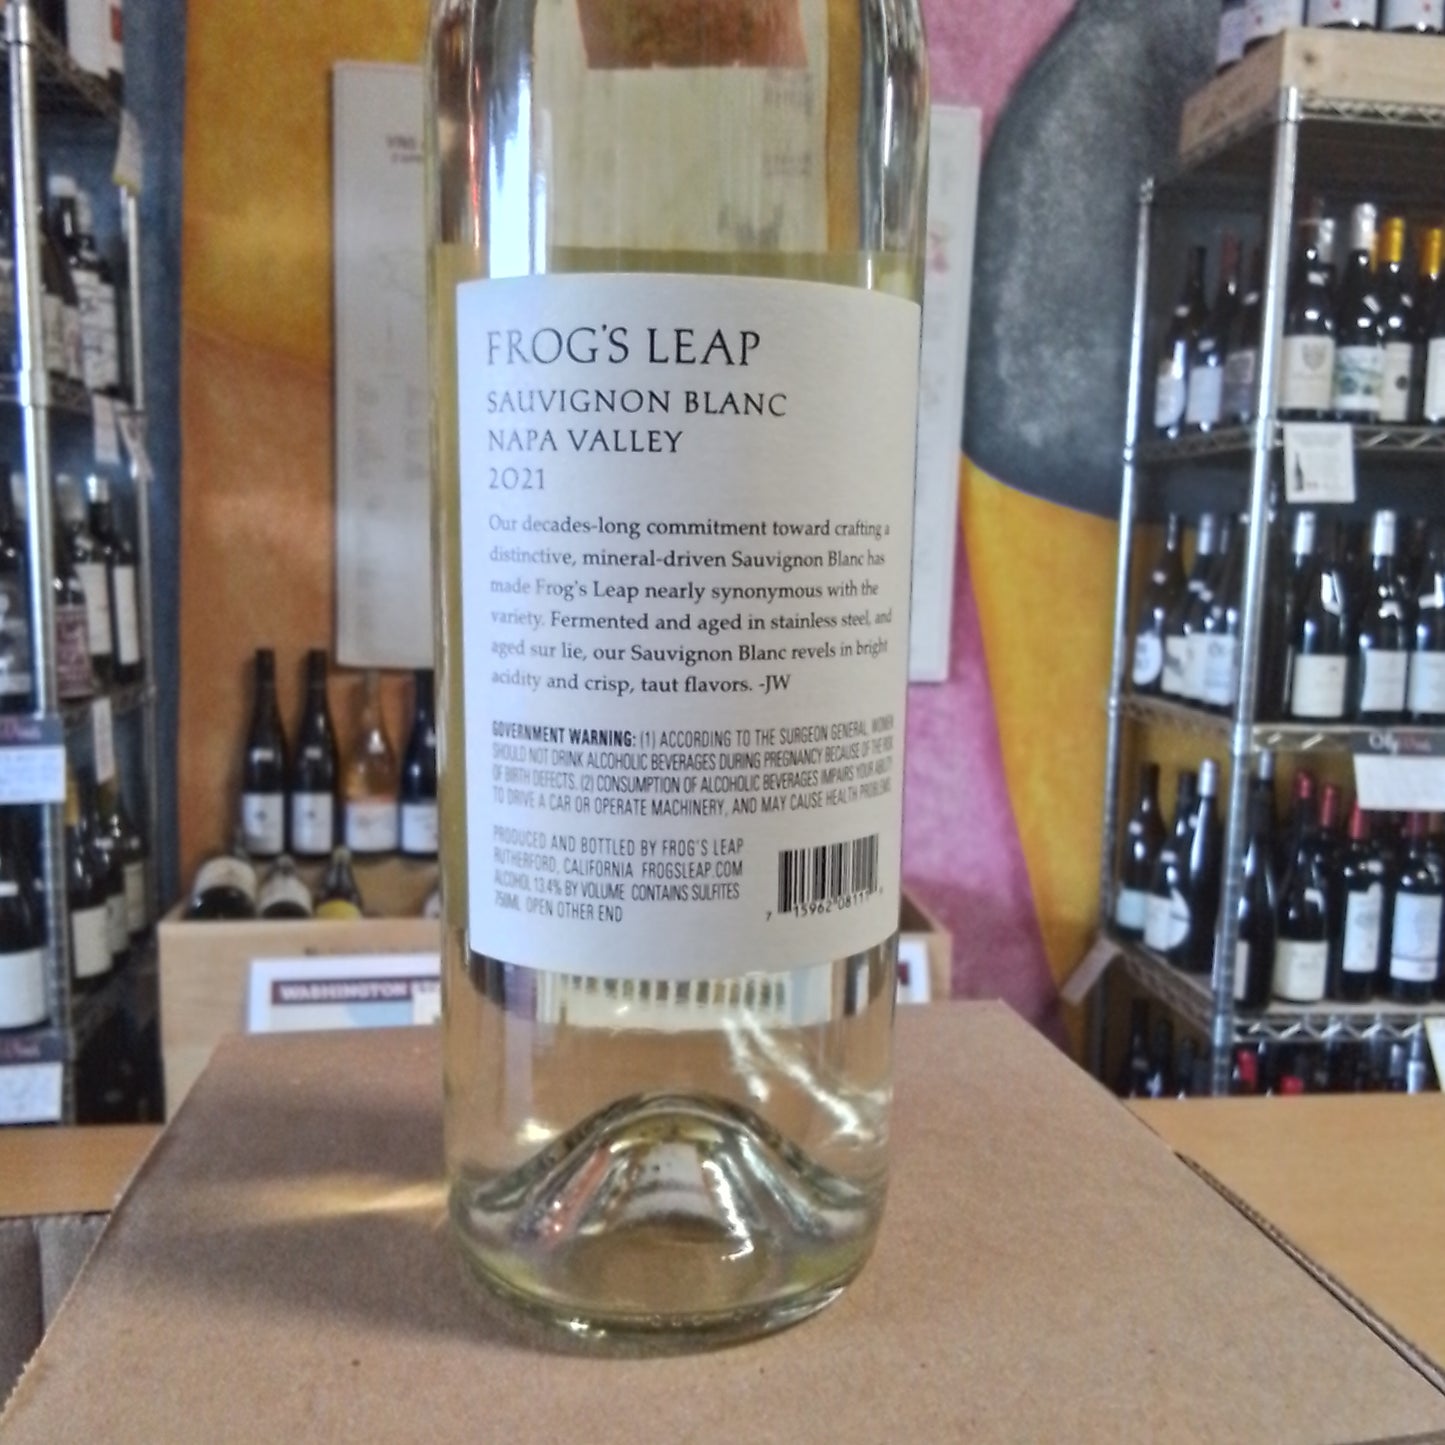 FROG'S LEAP
SAUVIGNON BLANC
NAPA VALLEY
2021
Our decades-long commitment toward crafting a
distinctive, mineral-driven Sauvignon Blanc has
made Frog's Leap nearly synonymous with the
variety. Fermented and aged in stainless steel, and
aged sur lie, our Sauvignon Blanc revels in bright
acidity and crisp, taut flavors. -JW
GOVERNMENT WARNING: (1) ACCORDING TO THE SURGEON GENERAL, WOMEN
SHOULD NOT DRINK ALCOHOLIC BEVERAGES DURING PREGNANCY BECAUSE OF THE RISK
OF BIRTH DEFECTS. (2) CONSUMPTION OF ALCOHOLIC BEVERAGES IMPAIRS YOUR ABILITY
TO DRIVE A CAR OR OPERATE MACHINERY, AND MAY CAUSE HEALTH PROBLEMS.
PRODUCED AND BOTTLED BY FROG'S LEAP
RUTHERFORD, CALIFORNIA FROGSLEAP.COM
ALCOHOL 13.4% BY VOLUME CONTAINS SULFITES
750ML OPEN OTHER END
7 15962 08111
WASHINGTON